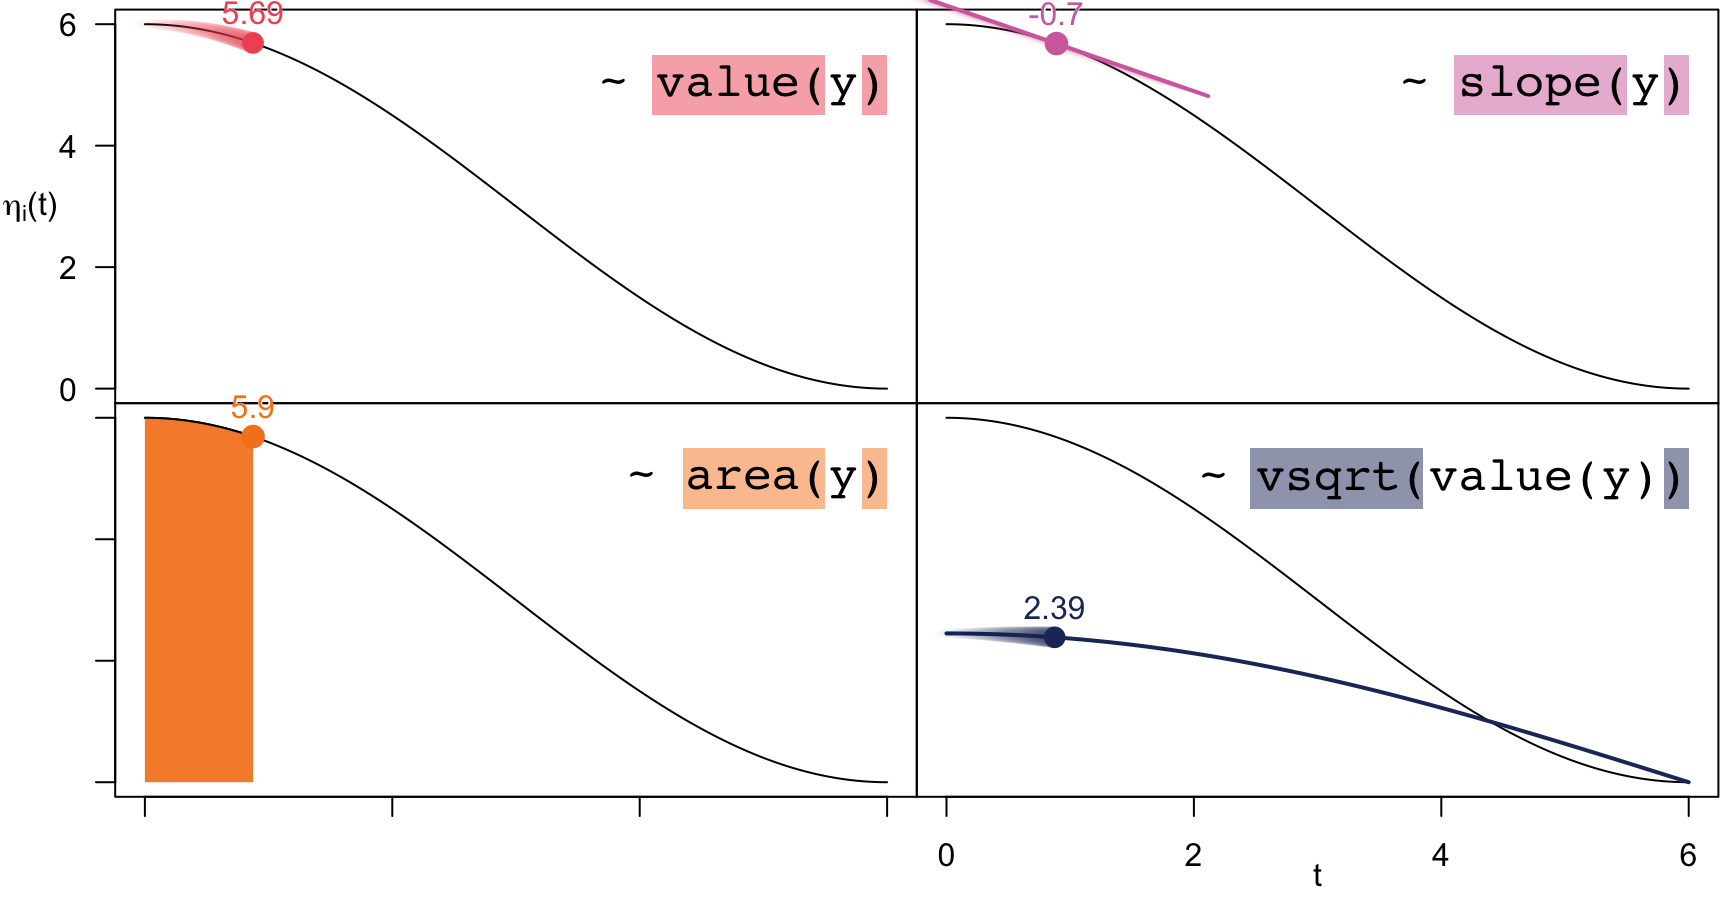 5.69
-0.7
6
~ value(y)
~ slope(y)
4
ηi(t)
2
0
5.9
~ area(y)
~ vsqrt(value(y))
2.39
0 2 4 6
t